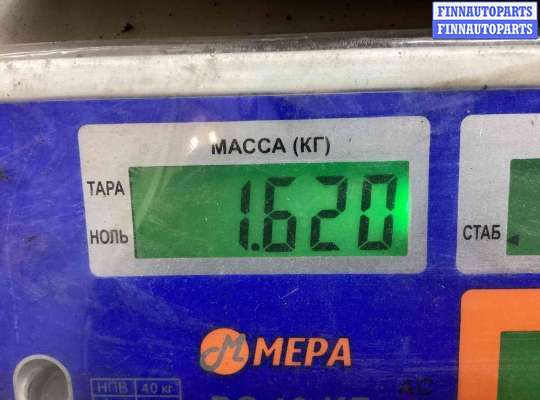 FINNAUTOPARTS
FINNAUTOPARTS
МАССА (КГ)
ТАРА
1.620
НОЛЬ
СТАБ
М МЕРА
НПВ 40 кг